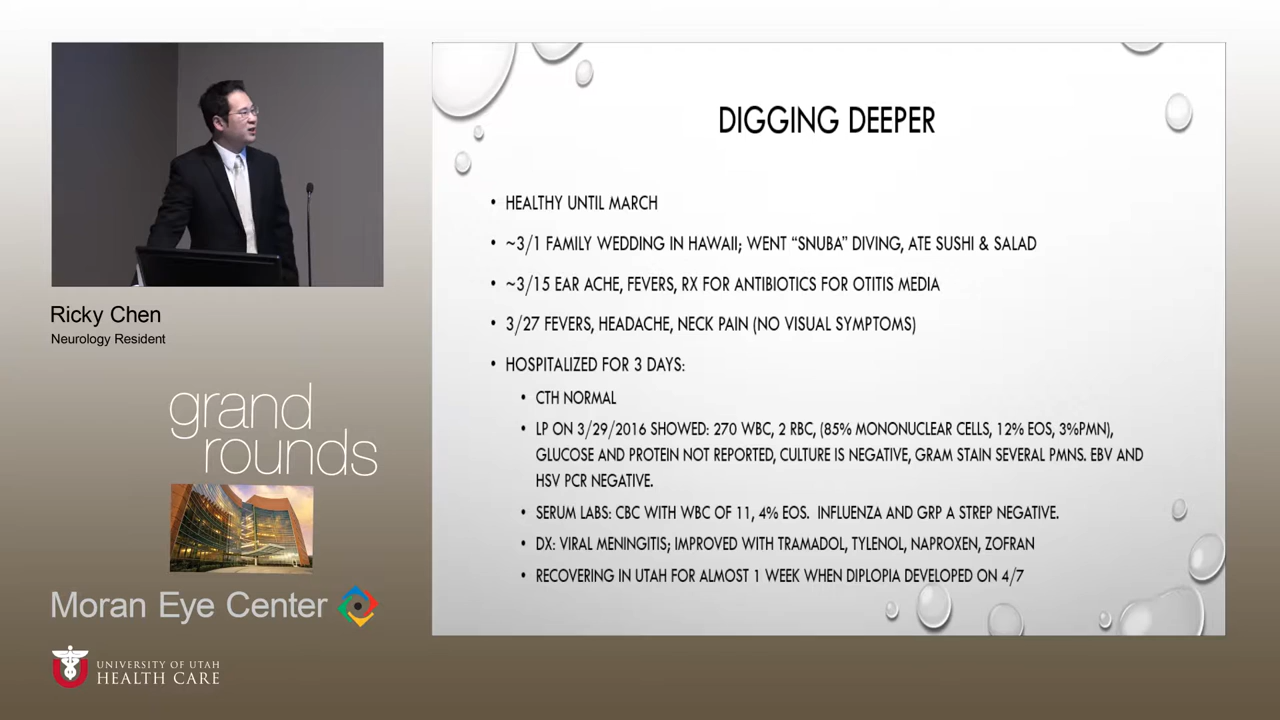 DIGGING DEEPER
• HEALTHY UNTIL MARCH
• ~3/1 FAMILY WEDDING IN HAWAII; WENT “SNUBA” DIVING, ATE SUSHI & SALAD
• ~3/15 EAR ACHE, FEVERS, RX FOR ANTIBIOTICS FOR OTITIS MEDIA
• 3/27 FEVERS, HEADACHE, NECK PAIN (NO VISUAL SYMPTOMS)
• HOSPITALIZED FOR 3 DAYS:
• CTH NORMAL
• LP ON 3/29/2016 SHOWED: 270 WBC, 2 RBC, (85% MONONUCLEAR CELLS, 12% EOS, 3%PMN),
GLUCOSE AND PROTEIN NOT REPORTED, CULTURE IS NEGATIVE, GRAM STAIN SEVERAL PMNS. EBV AND
HSV PCR NEGATIVE.
• SERUM LABS: CBC WITH WBC OF 11, 4% EOS. INFLUENZA AND GRP A STREP NEGATIVE.
• DX: VIRAL MENINGITIS; IMPROVED WITH TRAMADOL, TYLENOL, NAPROXEN, ZOFRAN
• RECOVERING IN UTAH FOR ALMOST 1 WEEK WHEN DIPLOPIA DEVELOPED ON 4/7
Ricky Chen
Neurology Resident
grand
rounds
Moran Eye Center
UNIVERSITY OF UTAH
HEALTH CARE